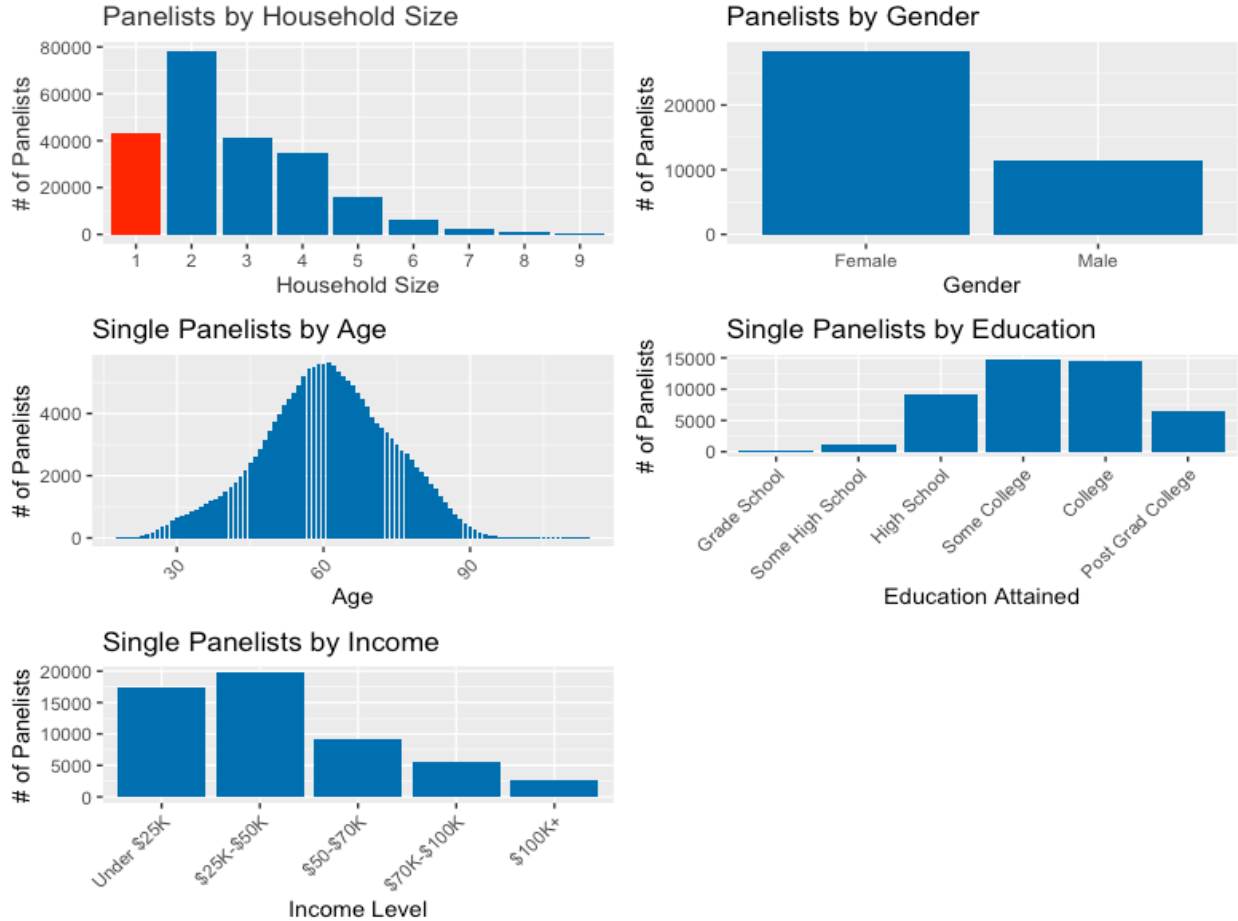 Panelists by Household Size
# of Panelists
80000
60000
40000
20000
0
1 2 3 4 5 6 7 8 9
Household Size
Panelists by Gender
# of Panelists
20000
10000
0
Female Male
Gender
Single Panelists by Age
# of Panelists
4000
2000
0
30 60 90
Age
Single Panelists by Education
# of Panelists
15000
10000
5000
0
Grade School
Some High School
High School
Some College
College
Post Grad College
Education Attained
Single Panelists by Income
# of Panelists
20000
15000
10000
5000
0
Under $25K
$25K-$50K
$50-$70K
$70K-$100K
$100K+
Income Level